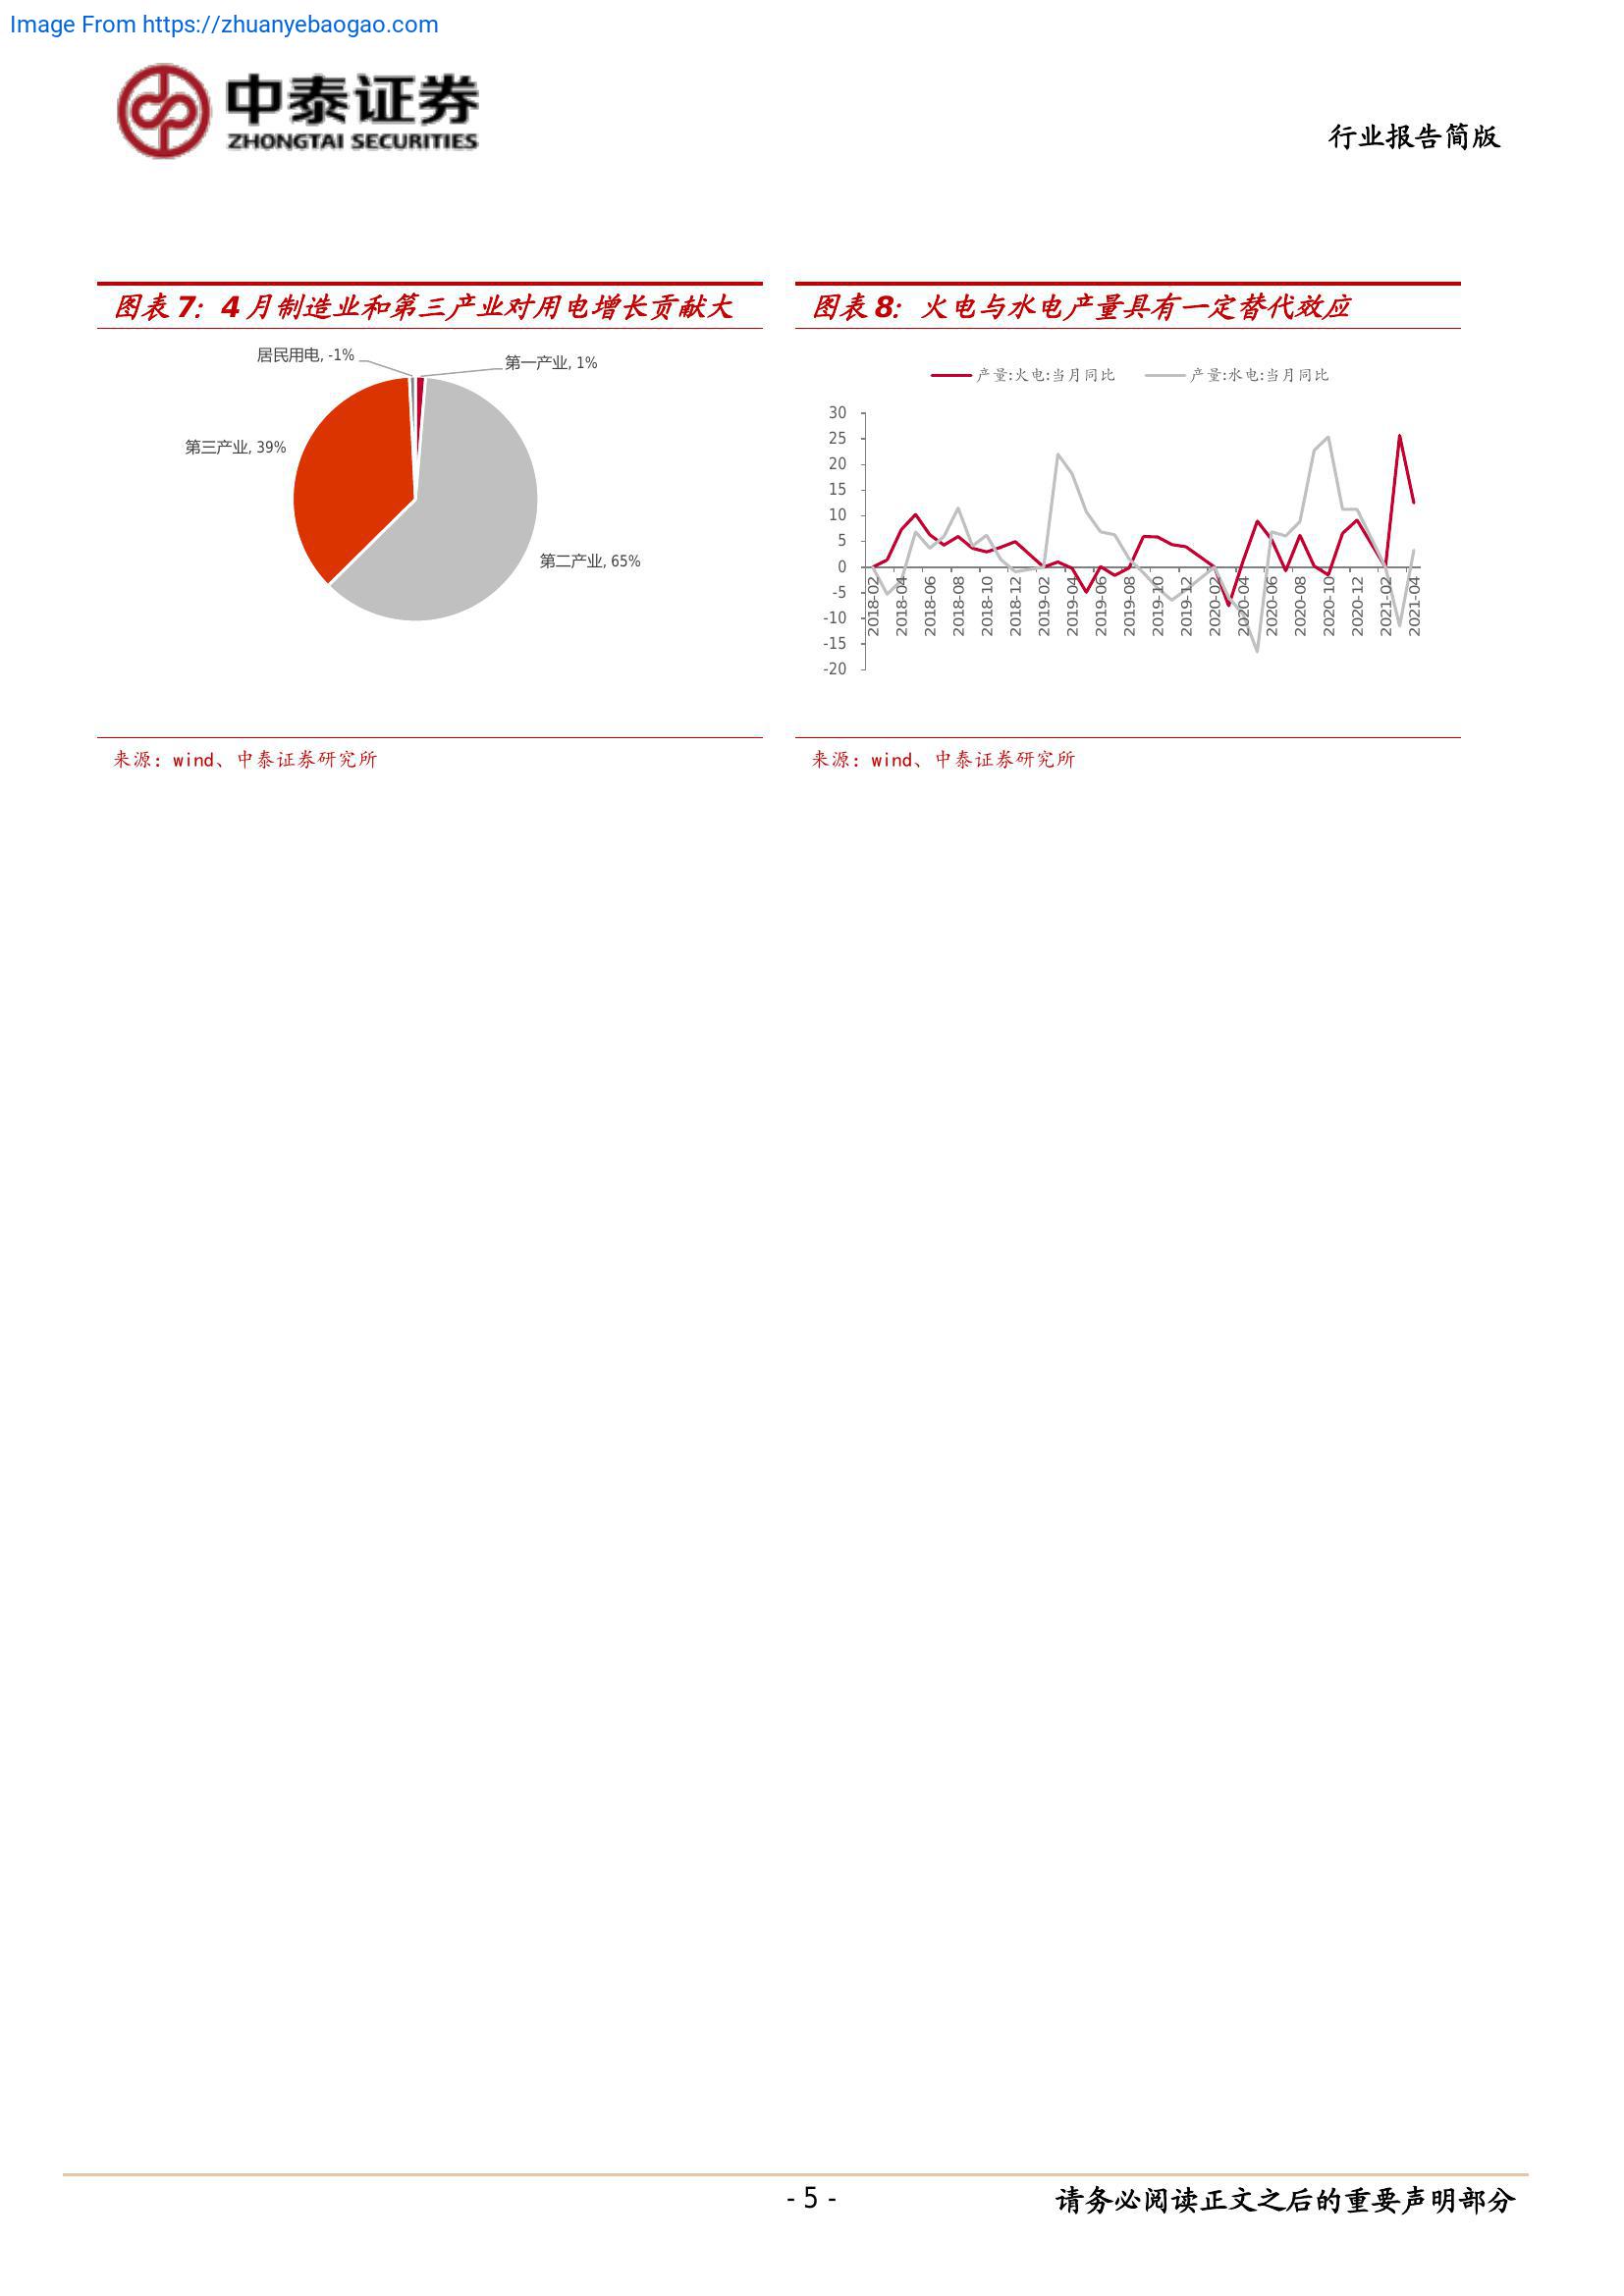 Image From https://zhuanyebaogao.com
中泰证券
ZHONGTAI SECURITIES
行业报告简版
图表 7：4 月制造业和第三产业对用电增长贡献大
居民用电, -1%
第一产业, 1%
第三产业, 39%
第二产业, 65%
来源：wind、中泰证券研究所
图表 8：火电与水电产量具有一定替代效应
产量:火电:当月同比
产量:水电:当月同比
30
25
20
15
10
5
0
-5
-10
-15
-20
2018-02
2018-04
2018-06
2018-08
2018-10
2018-12
2019-02
2019-04
2019-06
2019-08
2019-10
2019-12
2020-02
2020-04
2020-06
2020-08
2020-10
2020-12
2021-02
2021-04
来源：wind、中泰证券研究所
- 5 -
请务必阅读正文之后的重要声明部分